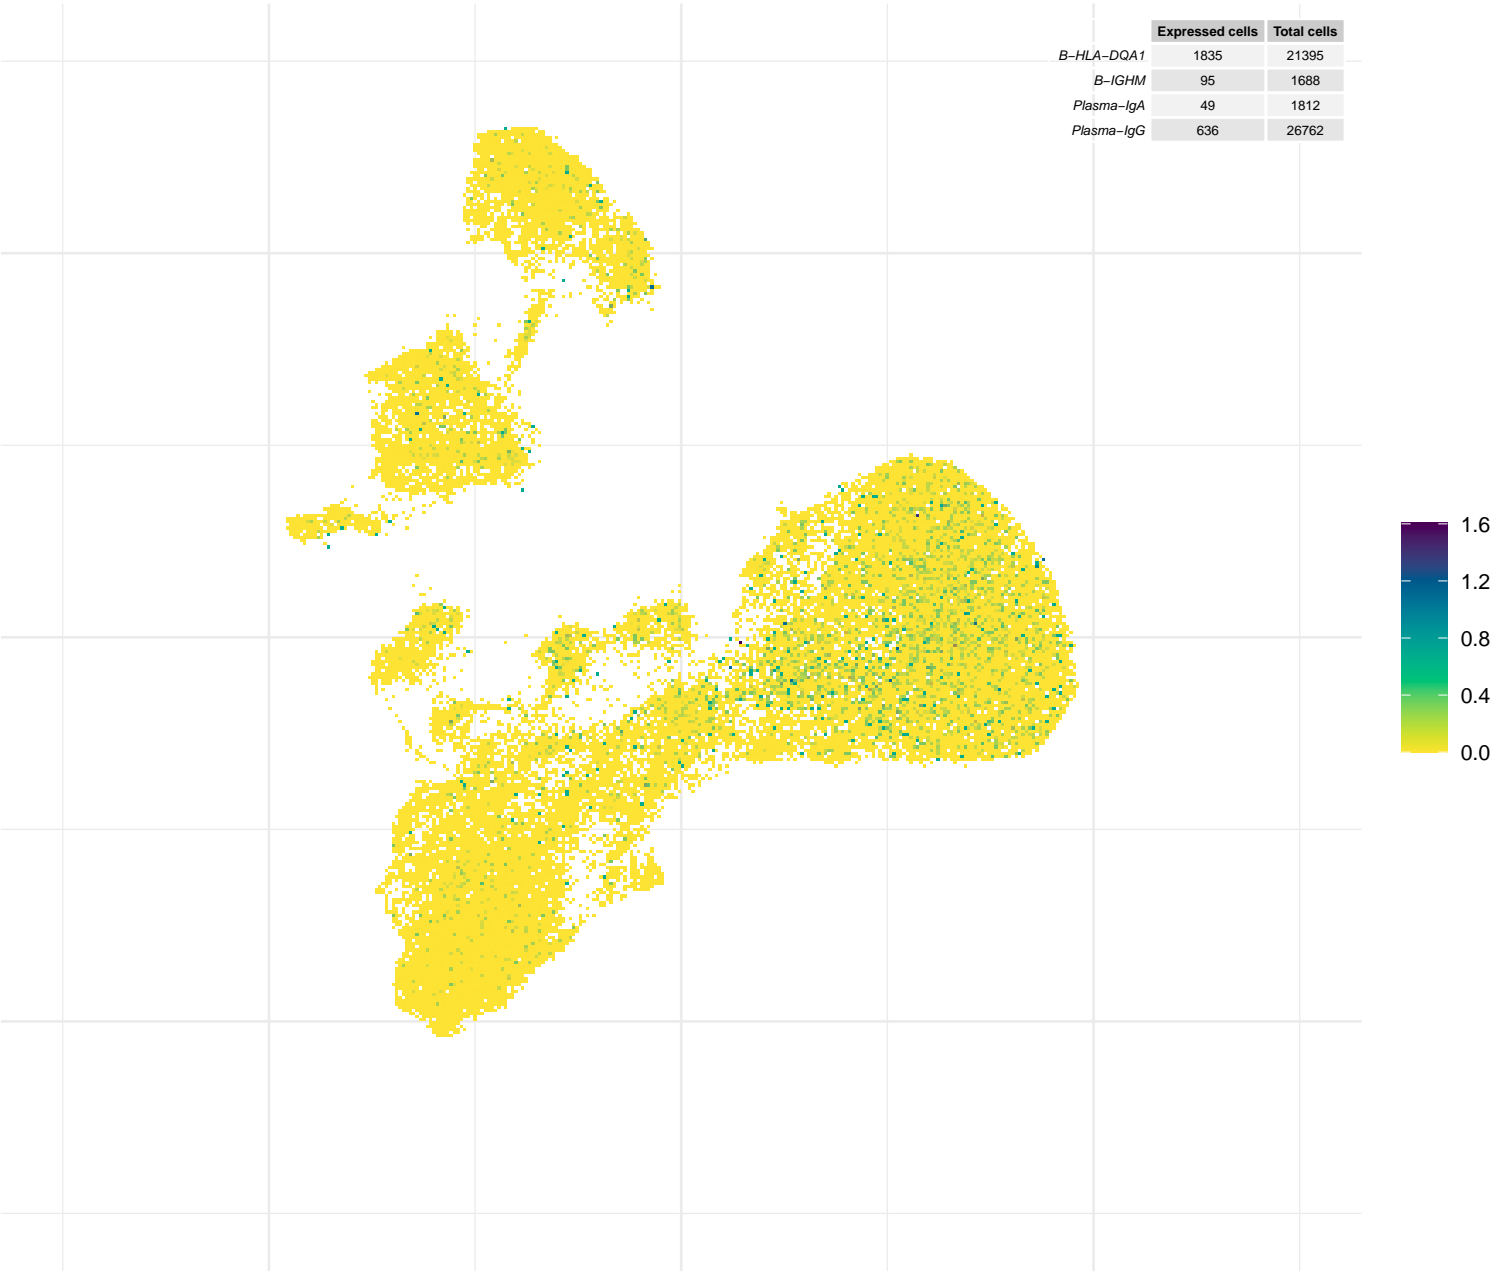 Expressed cells Total cells
B−HLA−DQA1 1835 21395
B−IGHM 95 1688
Plasma−IgA 49 1812
Plasma−IgG 636 26762
1.6
1.2
0.8
0.4
0.0